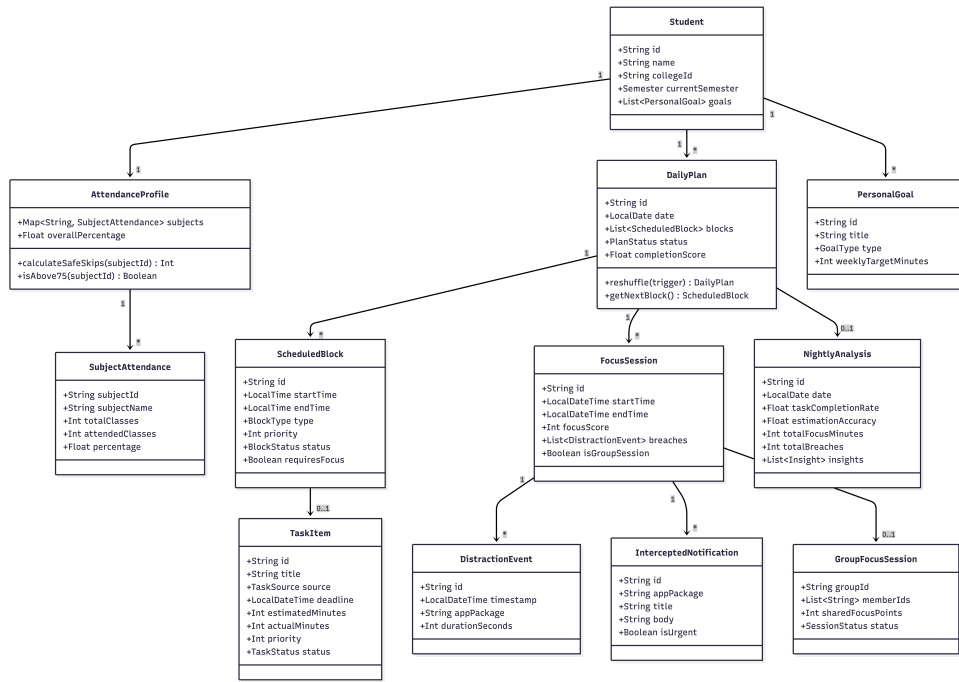 Student
+String id
+String name
+String collegeId
+Semester currentSemester
+List<PersonalGoal> goals
1
1
1
*
1
*
1
AttendanceProfile
+Map<String, SubjectAttendance> subjects
+Float overallPercentage
+calculateSafeSkips(subjectId) : Int
+isAbove75(subjectId) : Boolean
DailyPlan
+String id
+LocalDate date
+List<ScheduledBlock> blocks
+PlanStatus status
+Float completionScore
+reshuffle(trigger) : DailyPlan
+getNextBlock() : ScheduledBlock
PersonalGoal
+String id
+String title
+GoalType type
+Int weeklyTargetMinutes
1
*
1
*
1
*
0..1
SubjectAttendance
+String subjectId
+String subjectName
+Int totalClasses
+Int attendedClasses
+Float percentage
ScheduledBlock
+String id
+LocalTime startTime
+LocalTime endTime
+BlockType type
+Int priority
+BlockStatus status
+Boolean requiresFocus
FocusSession
+String id
+LocalDateTime startTime
+LocalDateTime endTime
+Int focusScore
+List<DistractionEvent> breaches
+Boolean isGroupSession
NightlyAnalysis
+String id
+LocalDate date
+Float taskCompletionRate
+Float estimationAccuracy
+Int totalFocusMinutes
+Int totalBreaches
+List<Insight> insights
0..1
1
*
1
*
0..1
TaskItem
+String id
+String title
+TaskSource source
+LocalDateTime deadline
+Int estimatedMinutes
+Int actualMinutes
+Int priority
+TaskStatus status
DistractionEvent
+String id
+LocalDateTime timestamp
+String appPackage
+Int durationSeconds
InterceptedNotification
+String id
+String appPackage
+String title
+String body
+Boolean isUrgent
GroupFocusSession
+String groupId
+List<String> memberIds
+Int sharedFocusPoints
+SessionStatus status